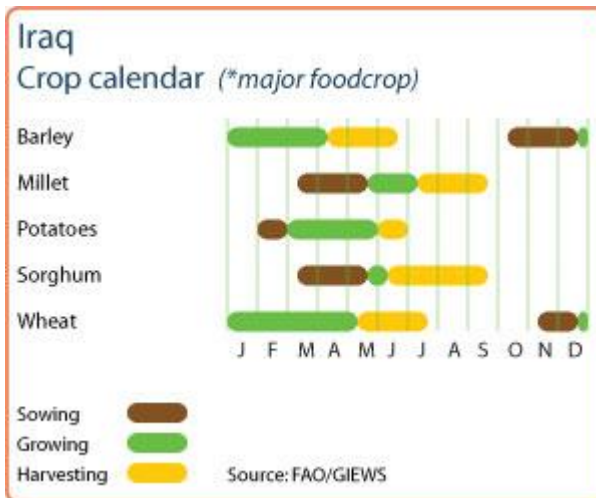 Iraq
Crop calendar (*major foodcrop)
Barley
Millet
Potatoes
Sorghum
Wheat
J F M A M J J A S O N D
Sowing
Growing
Harvesting Source: FAO/GIEWS